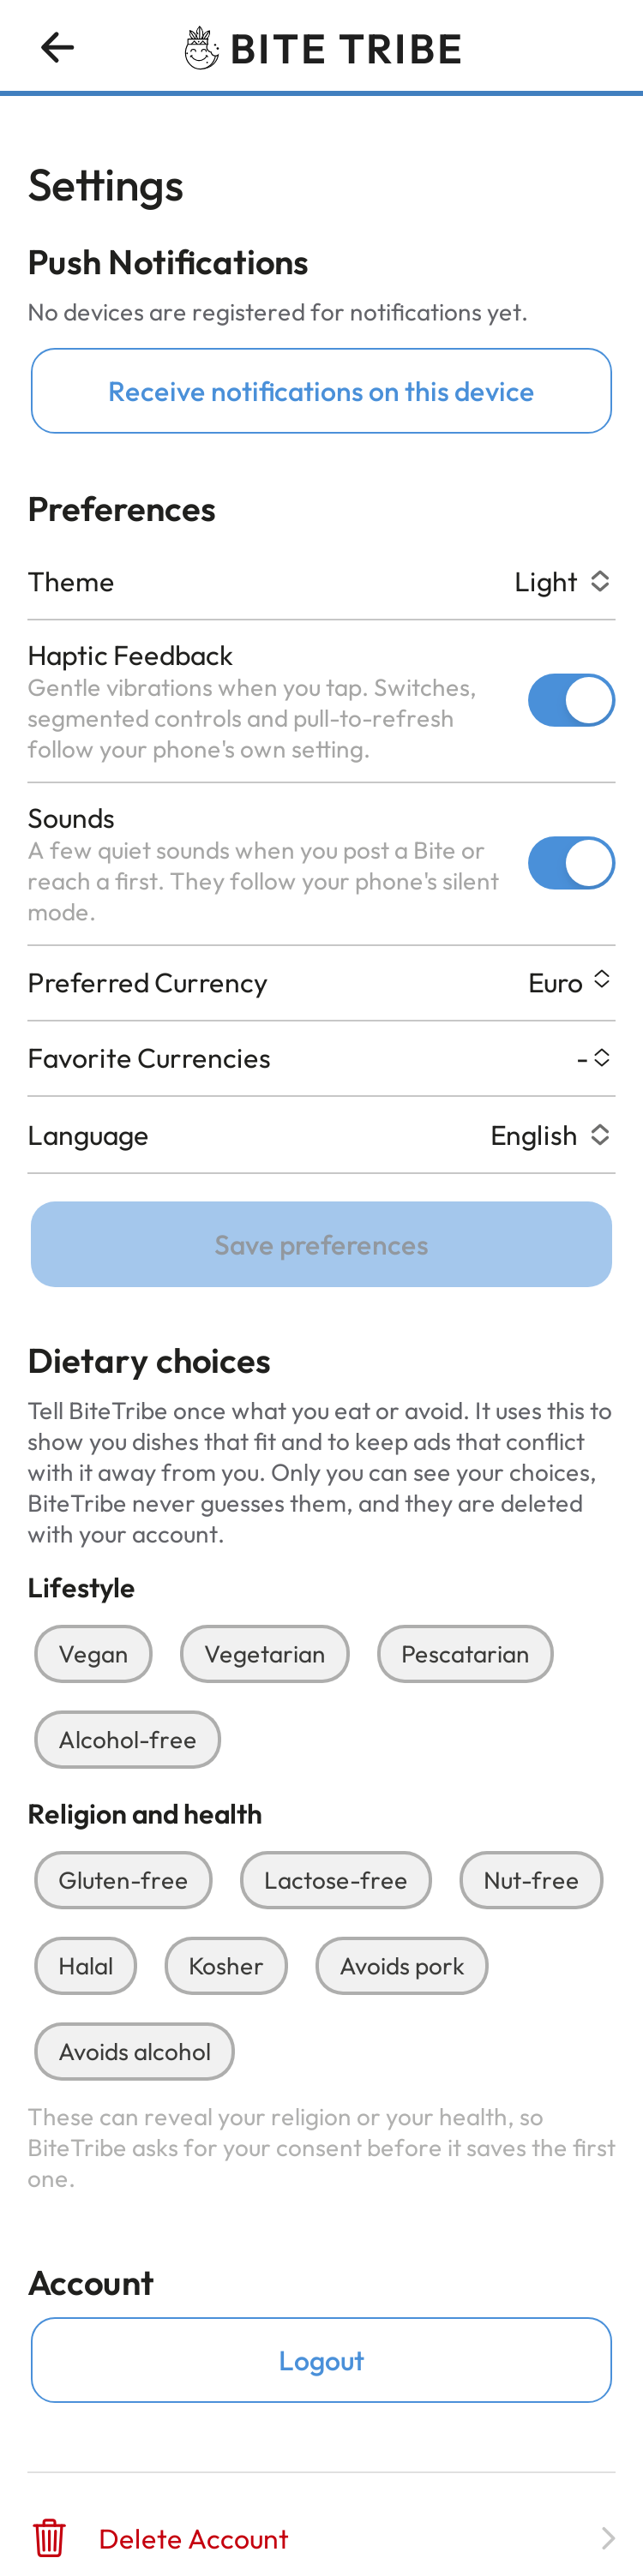 BITE TRIBE
Settings
Push Notifications
No devices are registered for notifications yet.
Receive notifications on this device
Preferences
Theme
Light
Haptic Feedback
Gentle vibrations when you tap. Switches,
segmented controls and pull-to-refresh
follow your phone's own setting.
Sounds
A few quiet sounds when you post a Bite or
reach a first. They follow your phone's silent
mode.
Preferred Currency
Euro
Favorite Currencies
-
Language
English
Save preferences
Dietary choices
Tell BiteTribe once what you eat or avoid. It uses this to
show you dishes that fit and to keep ads that conflict
with it away from you. Only you can see your choices,
BiteTribe never guesses them, and they are deleted
with your account.
Lifestyle
Vegan
Vegetarian
Pescatarian
Alcohol-free
Religion and health
Gluten-free
Lactose-free
Nut-free
Halal
Kosher
Avoids pork
Avoids alcohol
These can reveal your religion or your health, so
BiteTribe asks for your consent before it saves the first
one.
Account
Logout
Delete Account